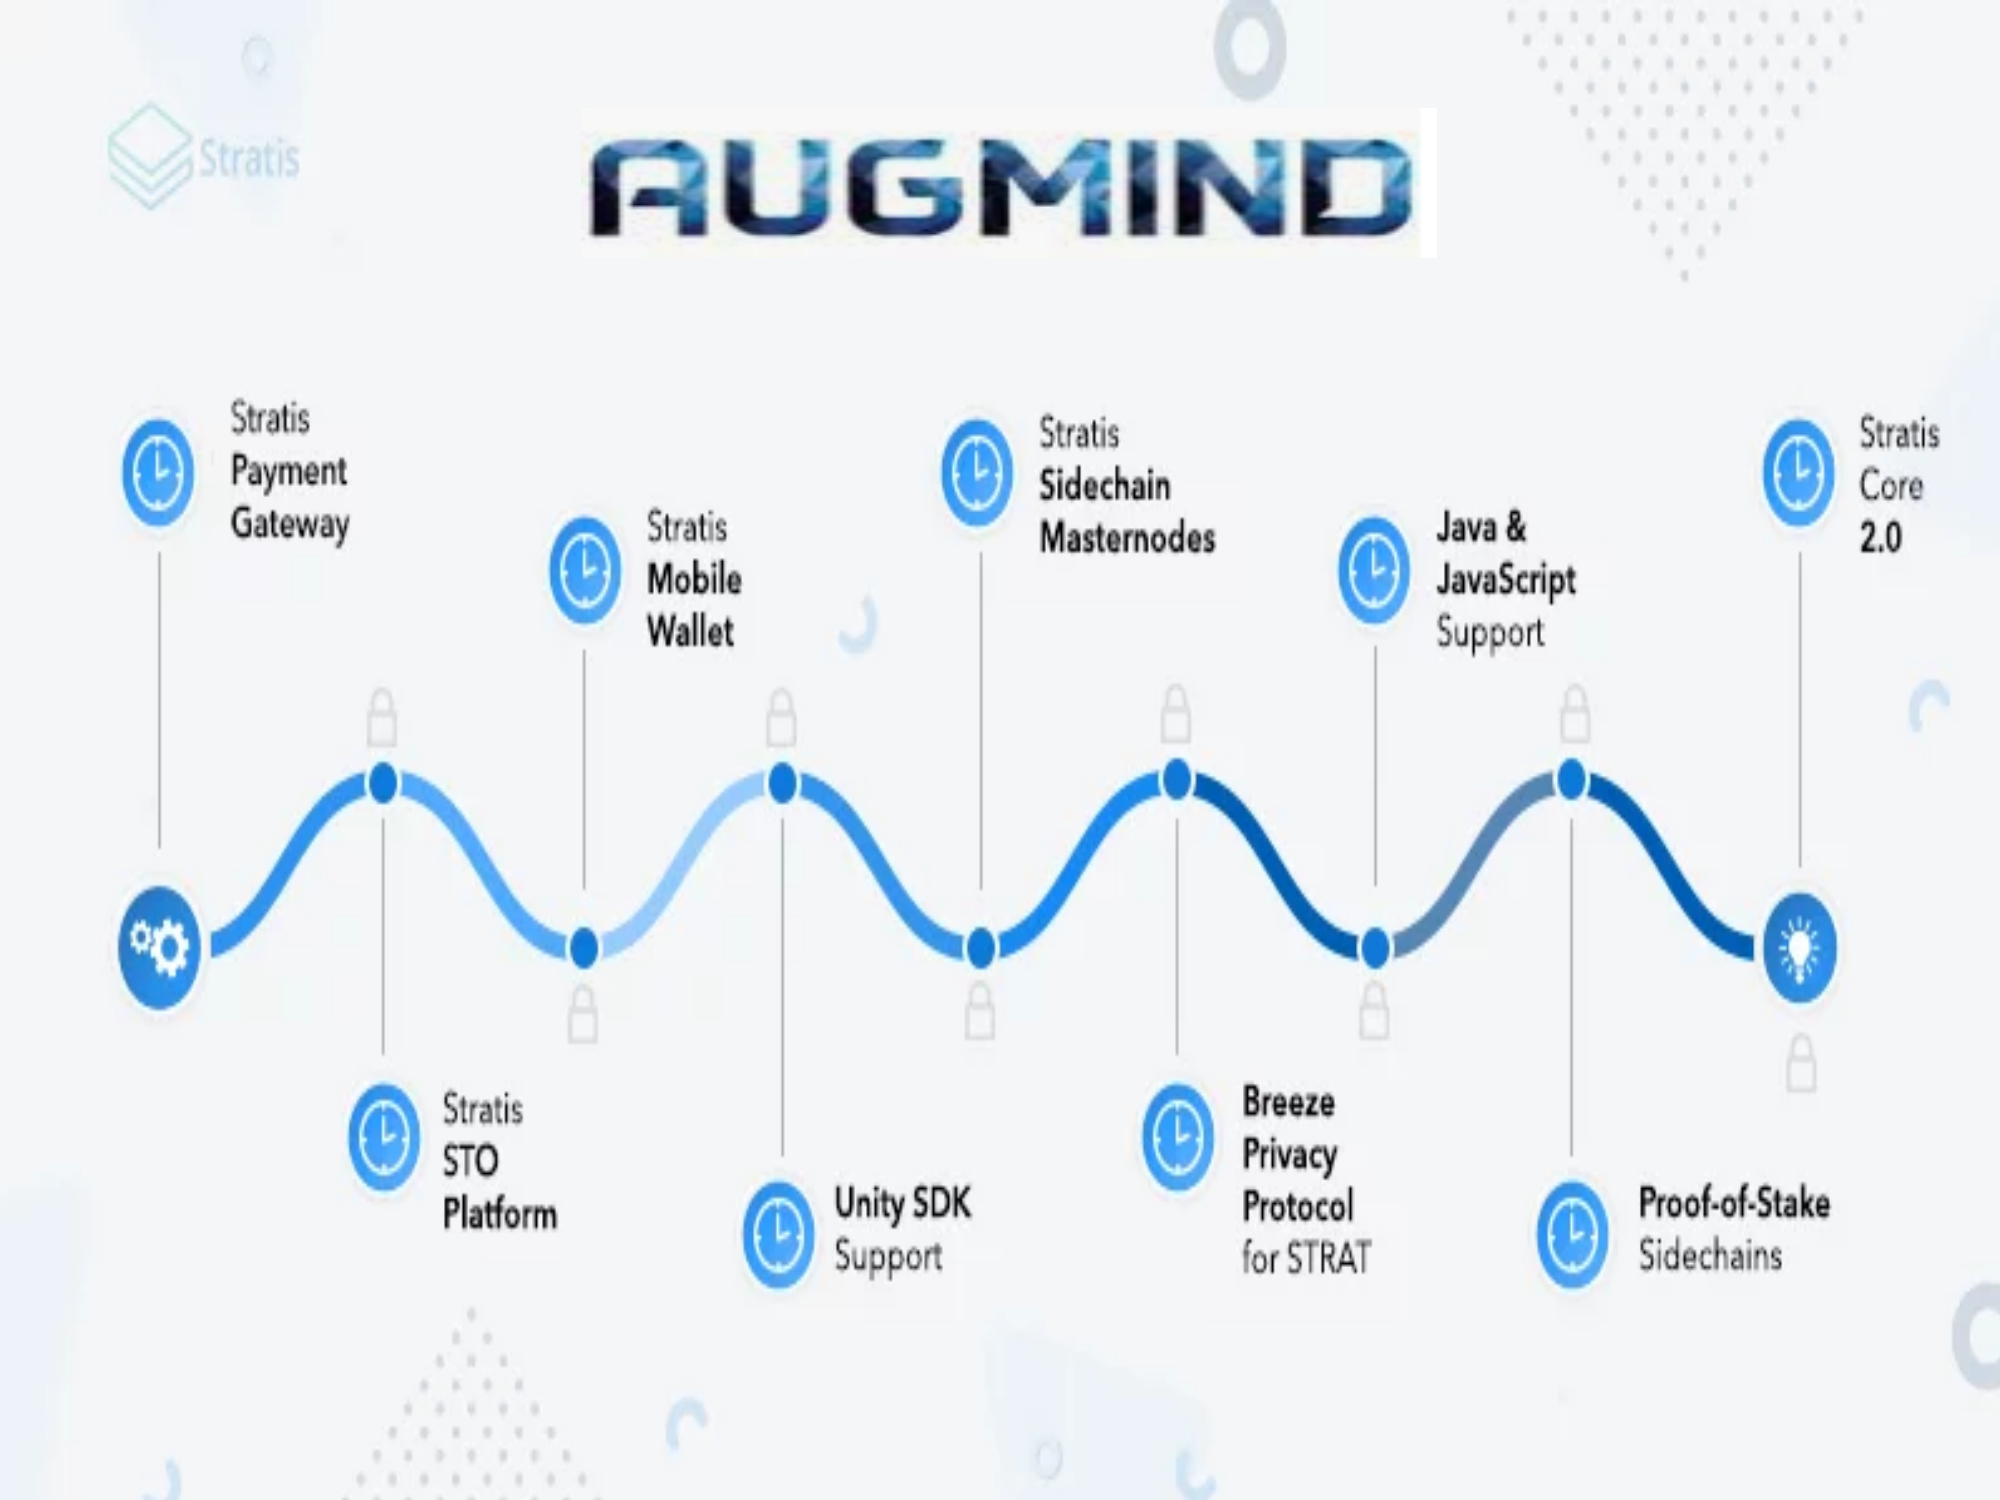 Stratis
AUGMIND
Stratis
Payment
Gateway
Stratis
STO
Platform
Stratis
Mobile
Wallet
Unity SDK
Support
Stratis
Sidechain
Masternodes
Breeze
Privacy
Protocol
for STRAT
Java &
JavaScript
Support
Proof-of-Stake
Sidechains
Stratis
Core
2.0